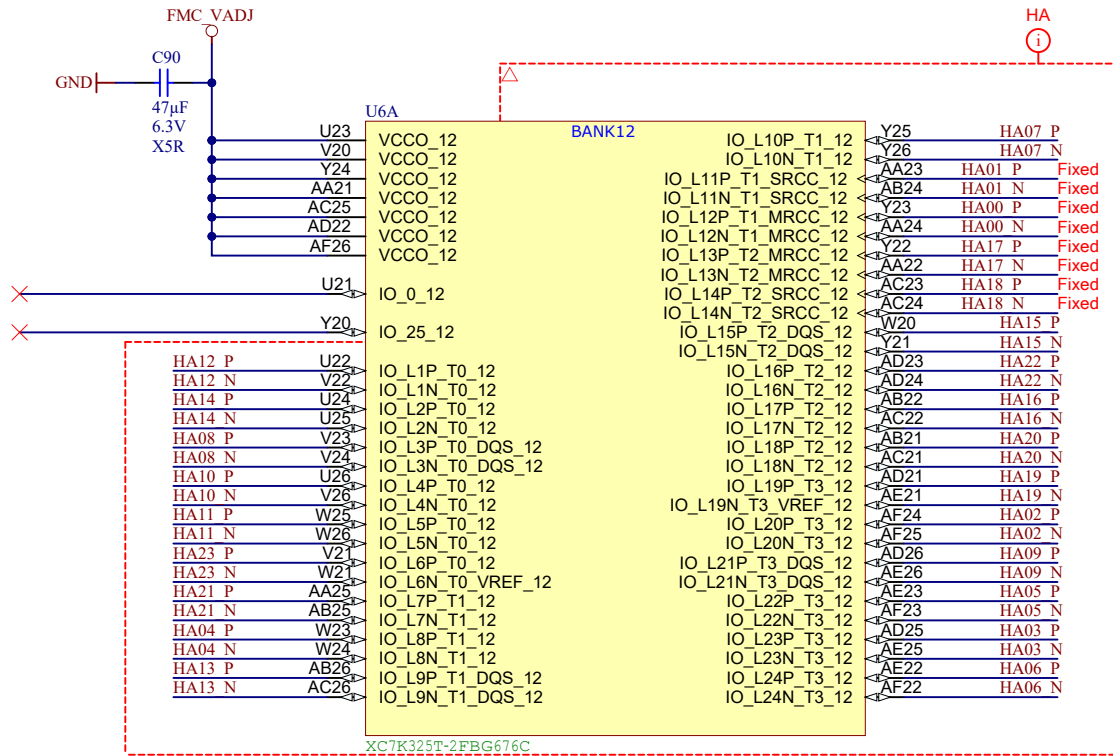 FMC_VADJ
HA
i
C90
GND
47µF
6.3V
X5R
U6A
BANK12
U23 VCCO_12
V20 VCCO_12
Y24 VCCO_12
AA21 VCCO_12
AC25 VCCO_12
AD22 VCCO_12
AF26 VCCO_12
U21 IO_0_12
Y20 IO_25_12
HA12_P U22 IO_L1P_T0_12
HA12_N V22 IO_L1N_T0_12
HA14_P U24 IO_L2P_T0_12
HA14_N U25 IO_L2N_T0_12
HA08_P V23 IO_L3P_T0_DQS_12
HA08_N V24 IO_L3N_T0_DQS_12
HA10_P U26 IO_L4P_T0_12
HA10_N V26 IO_L4N_T0_12
HA11_P W25 IO_L5P_T0_12
HA11_N W26 IO_L5N_T0_12
HA23_P V21 IO_L6P_T0_12
HA23_N W21 IO_L6N_T0_VREF_12
HA21_P AA25 IO_L7P_T1_12
HA21_N AB25 IO_L7N_T1_12
HA04_P W23 IO_L8P_T1_12
HA04_N W24 IO_L8N_T1_12
HA13_P AB26 IO_L9P_T1_DQS_12
HA13_N AC26 IO_L9N_T1_DQS_12
IO_L10P_T1_12 Y25 HA07_P
IO_L10N_T1_12 Y26 HA07_N
IO_L11P_T1_SRCC_12 AA23 HA01_P Fixed
IO_L11N_T1_SRCC_12 AB24 HA01_N Fixed
IO_L12P_T1_MRCC_12 Y23 HA00_P Fixed
IO_L12N_T1_MRCC_12 AA24 HA00_N Fixed
IO_L13P_T2_MRCC_12 Y22 HA17_P Fixed
IO_L13N_T2_MRCC_12 AA22 HA17_N Fixed
IO_L14P_T2_SRCC_12 AC23 HA18_P Fixed
IO_L14N_T2_SRCC_12 AC24 HA18_N Fixed
IO_L15P_T2_DQS_12 W20 HA15_P
IO_L15N_T2_DQS_12 Y21 HA15_N
IO_L16P_T2_12 AD23 HA22_P
IO_L16N_T2_12 AD24 HA22_N
IO_L17P_T2_12 AB22 HA16_P
IO_L17N_T2_12 AC22 HA16_N
IO_L18P_T2_12 AB21 HA20_P
IO_L18N_T2_12 AC21 HA20_N
IO_L19P_T3_12 AD21 HA19_P
IO_L19N_T3_VREF_12 AE21 HA19_N
IO_L20P_T3_12 AF24 HA02_P
IO_L20N_T3_12 AF25 HA02_N
IO_L21P_T3_DQS_12 AD26 HA09_P
IO_L21N_T3_DQS_12 AE26 HA09_N
IO_L22P_T3_12 AE23 HA05_P
IO_L22N_T3_12 AF23 HA05_N
IO_L23P_T3_12 AD25 HA03_P
IO_L23N_T3_12 AE25 HA03_N
IO_L24P_T3_12 AE22 HA06_P
IO_L24N_T3_12 AF22 HA06_N
XC7K325T-2FBG676C